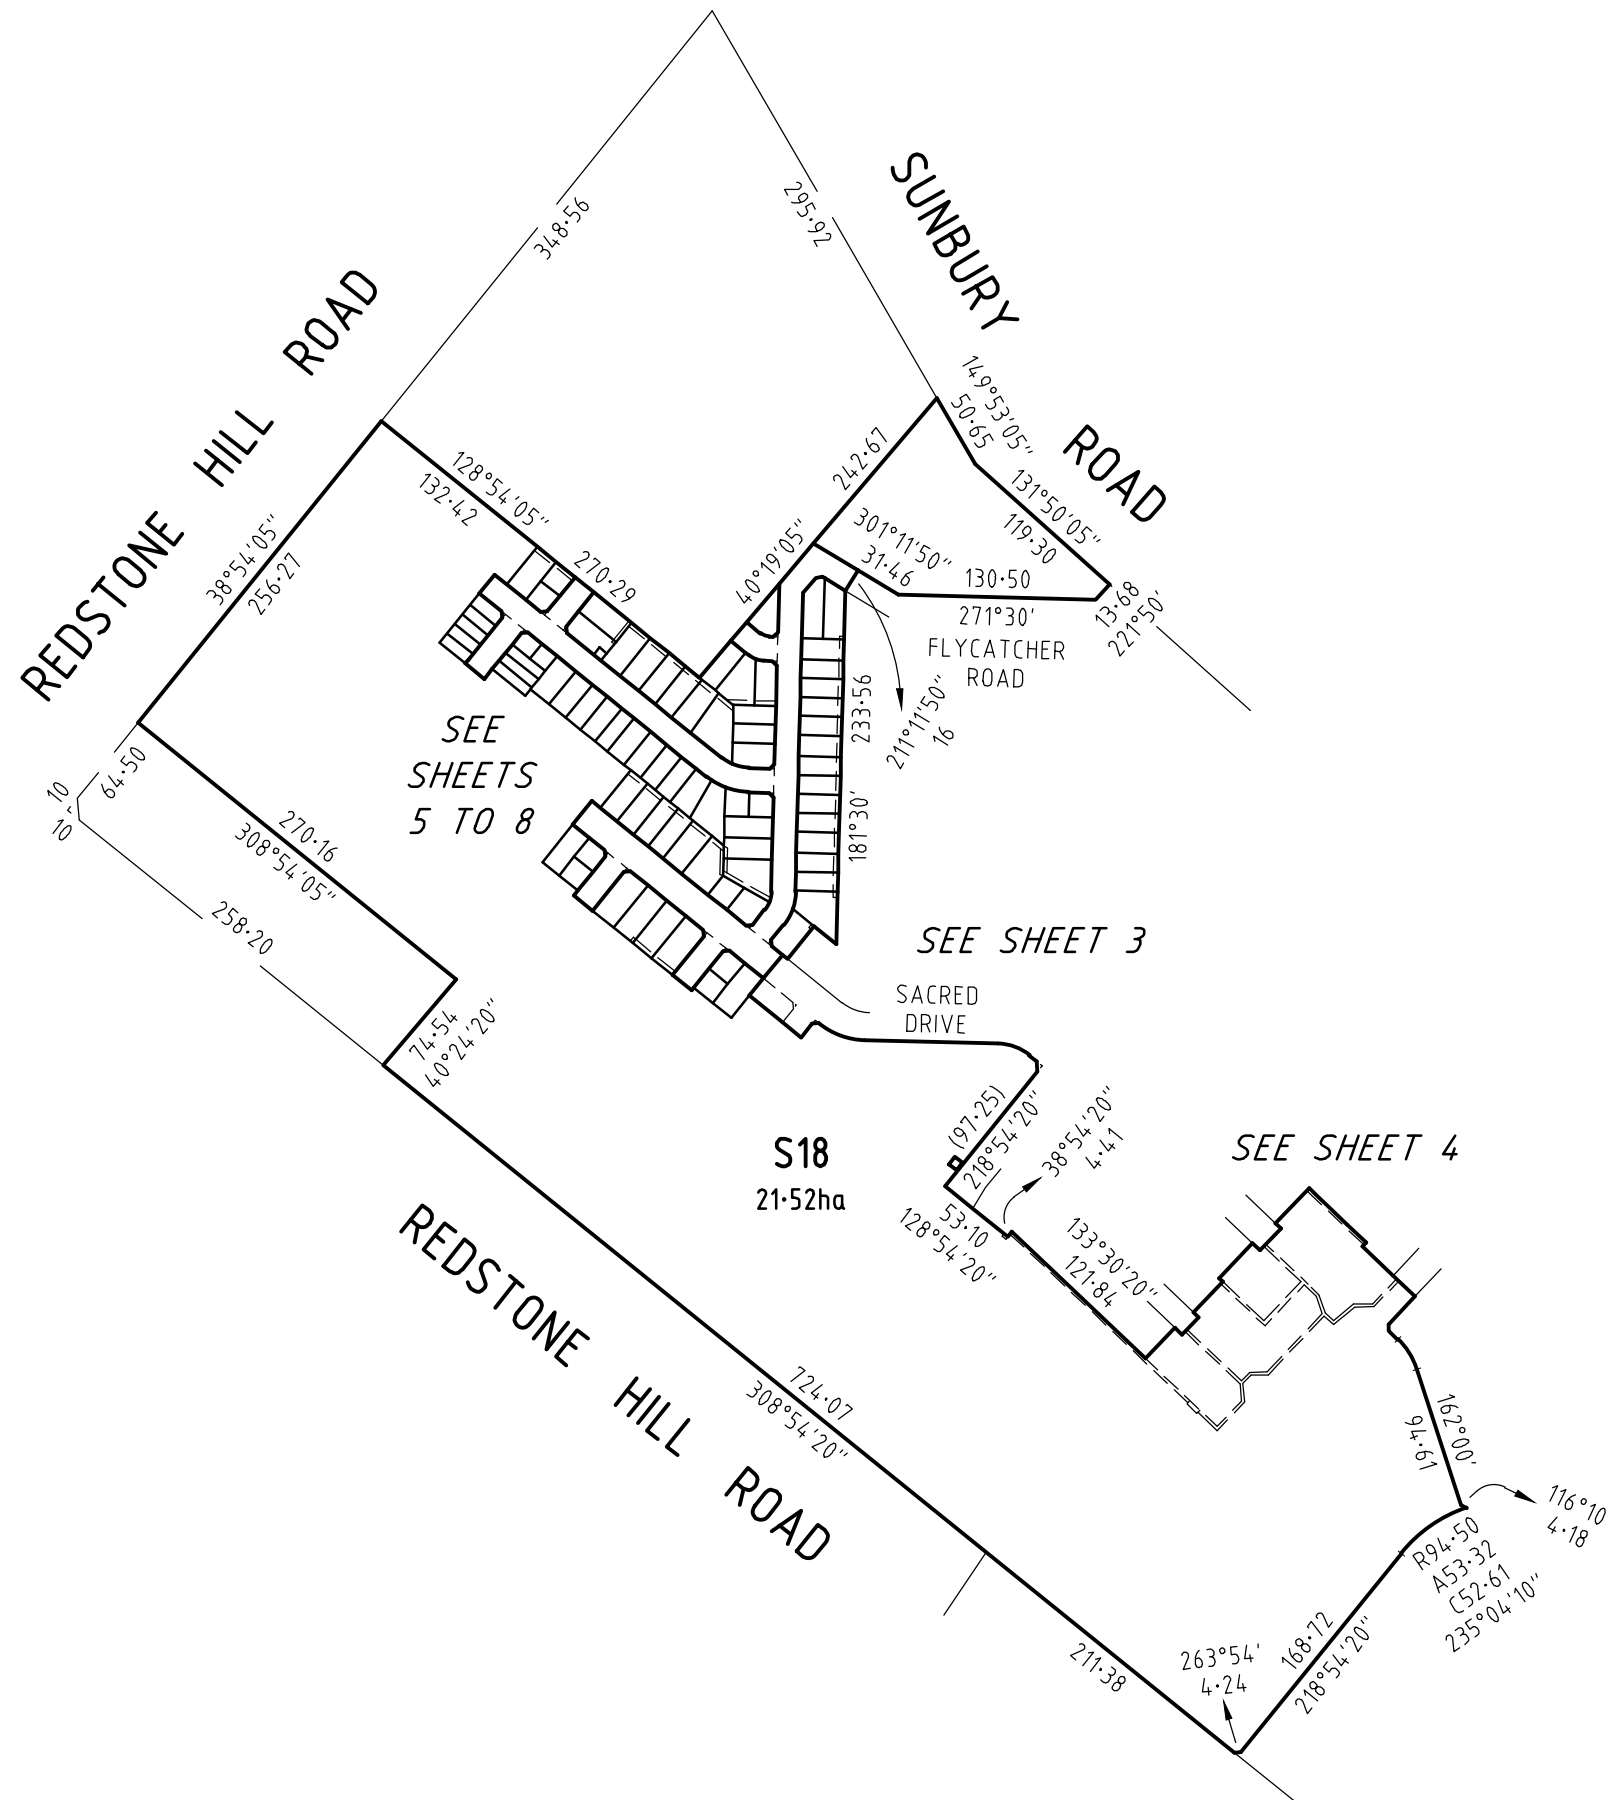 348·56
295·92
SUNBURY
ROAD
REDSTONE HILL ROAD
149°53'05"
50·65
242·67
131°50'05"
119·30
128°54'05"
132·42
270·29
40°19'05"
301°11'50"
31·46
130·50
271°30'
FLYCATCHER
ROAD
13·68
221°50'
38°54'05"
256·27
233·56
181°30'
211°11'50"
16
SEE
SHEETS
5 TO 8
64·50
10
10
270·16
308°54'05"
258·20
SEE SHEET 3
SACRED
DRIVE
74·54
40°24'20"
(97·25)
218°54'20"
38°54'20"
4·41
S18
21·52ha
SEE SHEET 4
53·10
128°54'20"
133°30'20"
121·84
REDSTONE HILL ROAD
724·07
308°54'20"
162°00'
94·61
116°10
4·18
R94·50
A53·32
C52·61
235°04'10"
168·72
218°54'20"
263°54'
4·24
211·38